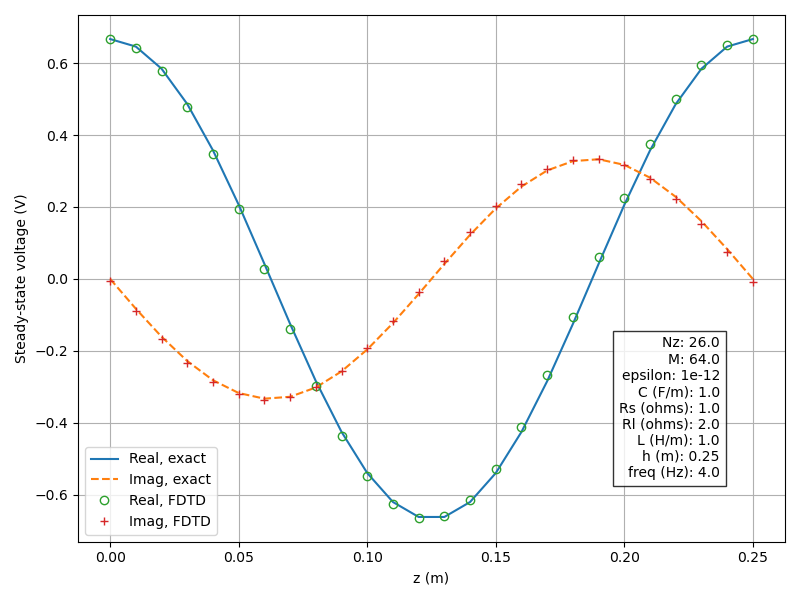 0.6
0.4
0.2
0.0
−0.2
−0.4
−0.6
Steady-state voltage (V)
Nz: 26.0
M: 64.0
epsilon: 1e-12
C (F/m): 1.0
Rs (ohms): 1.0
Rl (ohms): 2.0
L (H/m): 1.0
h (m): 0.25
freq (Hz): 4.0
Real, exact
Imag, exact
Real, FDTD
Imag, FDTD
0.00 0.05 0.10 0.15 0.20 0.25
z (m)